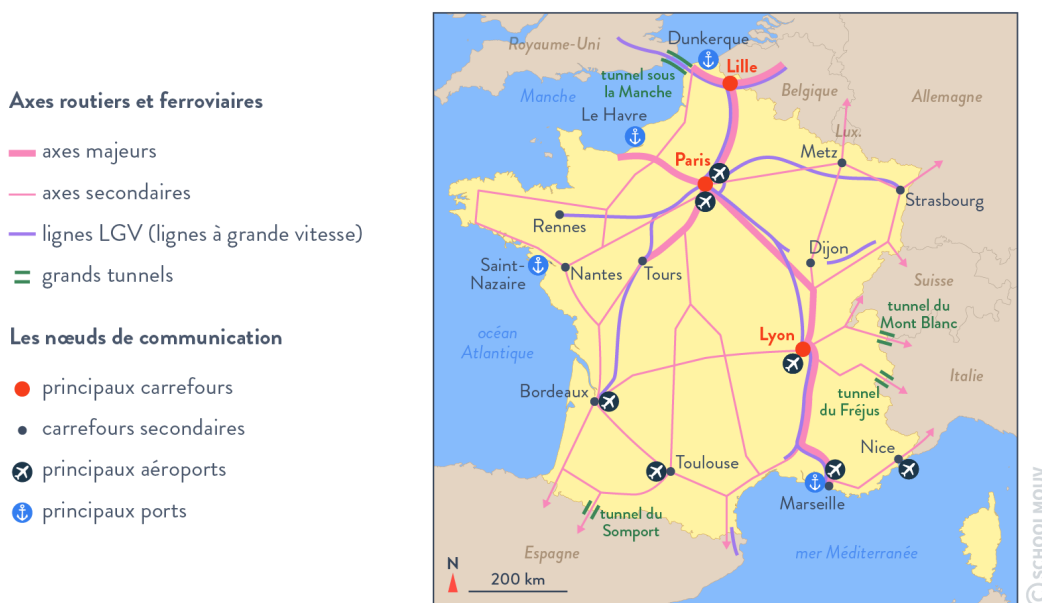 Axes routiers et ferroviaires
axes majeurs
axes secondaires
lignes LGV (lignes à grande vitesse)
grands tunnels
Les nœuds de communication
principaux carrefours
carrefours secondaires
principaux aéroports
principaux ports
Royaume-Uni
Dunkerque
Lille
tunnel sous
la Manche
Manche
Belgique
Allemagne
Le Havre
Lux.
Paris
Metz
Strasbourg
Rennes
Dijon
Saint-
Nazaire
Nantes
Tours
Suisse
tunnel du
Mont Blanc
océan
Atlantique
Lyon
Italie
Bordeaux
tunnel
du Fréjus
Nice
Toulouse
Marseille
tunnel du
Somport
Espagne
mer Méditerranée
N
200 km
© SCHOOLMOUV